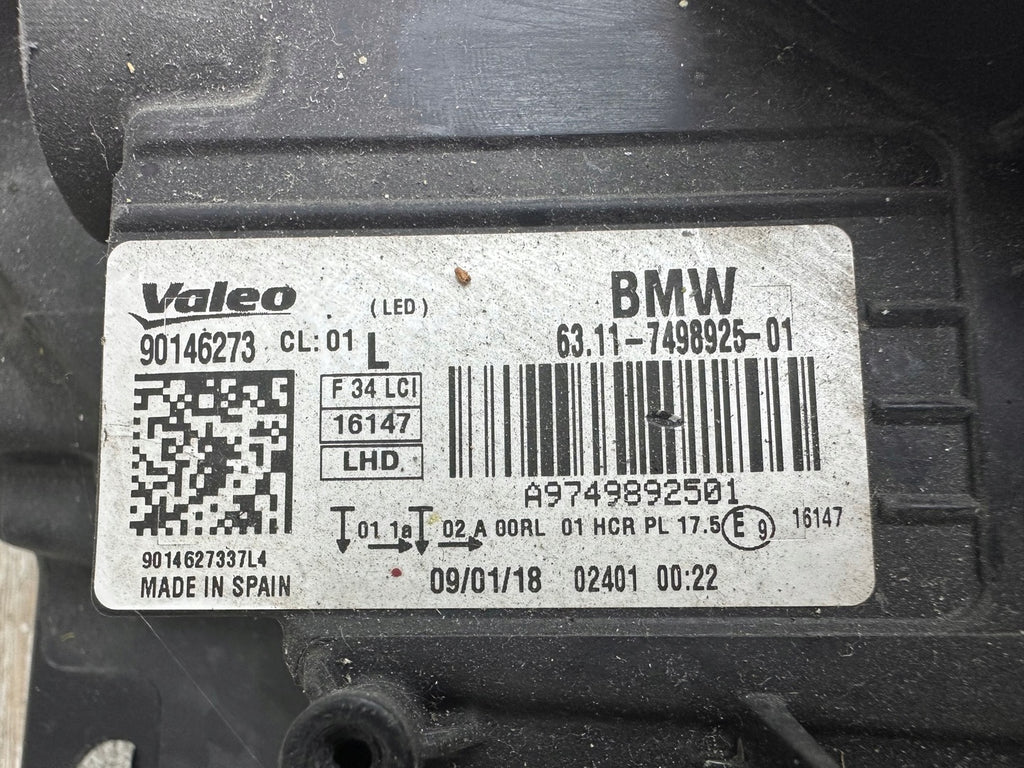 Valeo
(LED)
BMW
90146273 CL: 01 L
63.11-7498925-01
F 34 LCI
16147
LHD
A9749892501
01 1a 02 A 00RL 01 HCR PL 17.5 E 9 16147
9014627337L4
MADE IN SPAIN
09/01/18 02401 00:22